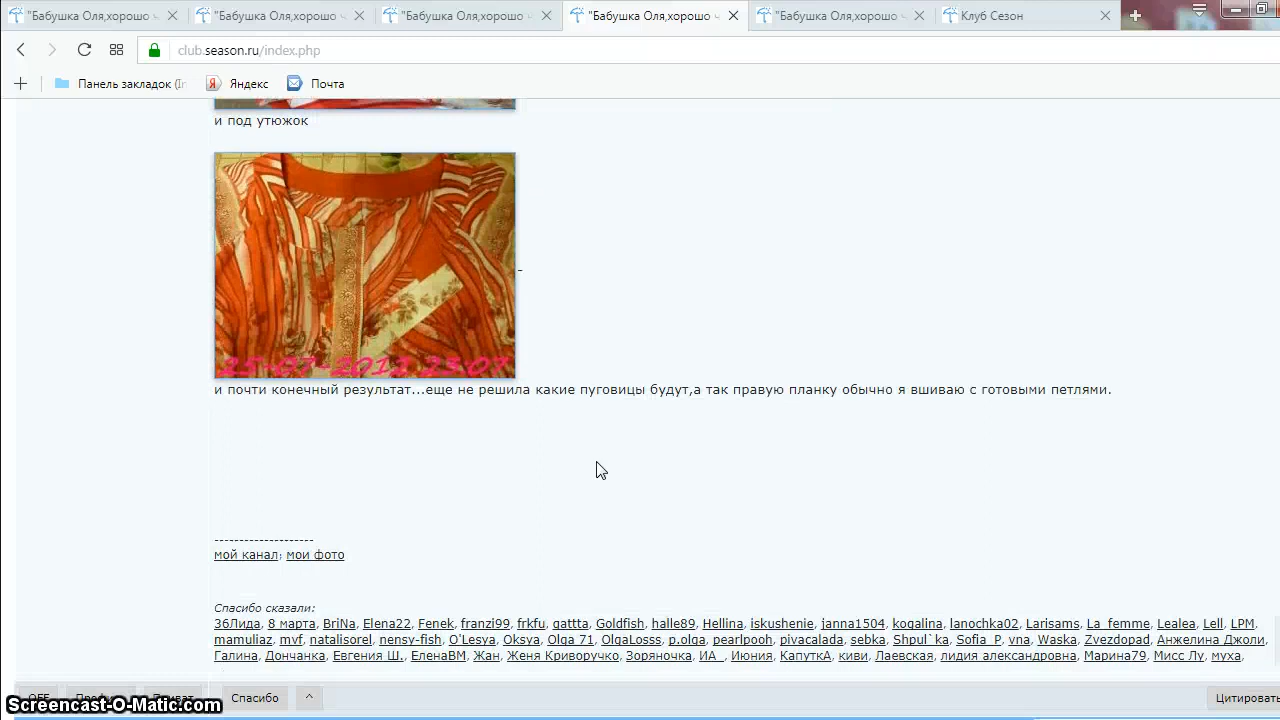 "Бабушка Оля,хорошо ч "Бабушка Оля,хорошо ч "Бабушка Оля,хорошо ч "Бабушка Оля,хорошо ч "Бабушка Оля,хорошо ч Клуб Сезон
club.season.ru/index.php
Панель закладок (Ir Яндекс Почта
и под утюжок
25-07-2012 23:07
-
и почти конечный результат...еще не решила какие пуговицы будут,а так правую планку обычно я вшиваю с готовыми петлями.
--------------------
мой канал; мои фото
Спасибо сказали:
36Лида, 8 марта, BriNa, Elena22, Fenek, franzi99, frkfu, gattta, Goldfish, halle89, Hellina, iskushenie, janna1504, kogalina, lanochka02, Larisams, La_femme, Lealea, Lell, LPM,
mamuliaz, mvf, natalisorel, nensy-fish, O'Lesya, Oksya, Olga 71, OlgaLosss, p.olga, pearlpooh, pivacalada, sebka, Shpul`ka, Sofia_P, vna, Waska, Zvezdopad, Анжелина Джоли,
Галина, Дончанка, Евгения Ш., ЕленаВМ, Жан, Женя Криворучко, Зоряночка, ИА_, Июния, КапуткА, киви, Лаевская, лидия александровна, Марина79, Мисс Лу, муха,
Спасибо ^ Цитировать
Screencast-O-Matic.com